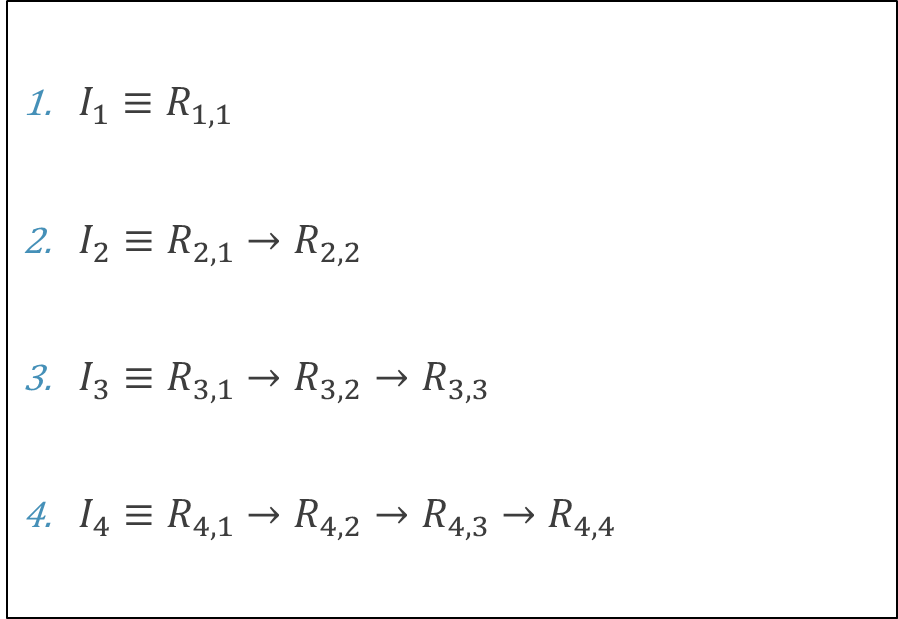 1. I₁ ≡ R₁,₁
2. I₂ ≡ R₂,₁ → R₂,₂
3. I₃ ≡ R₃,₁ → R₃,₂ → R₃,₃
4. I₄ ≡ R₄,₁ → R₄,₂ → R₄,₃ → R₄,₄